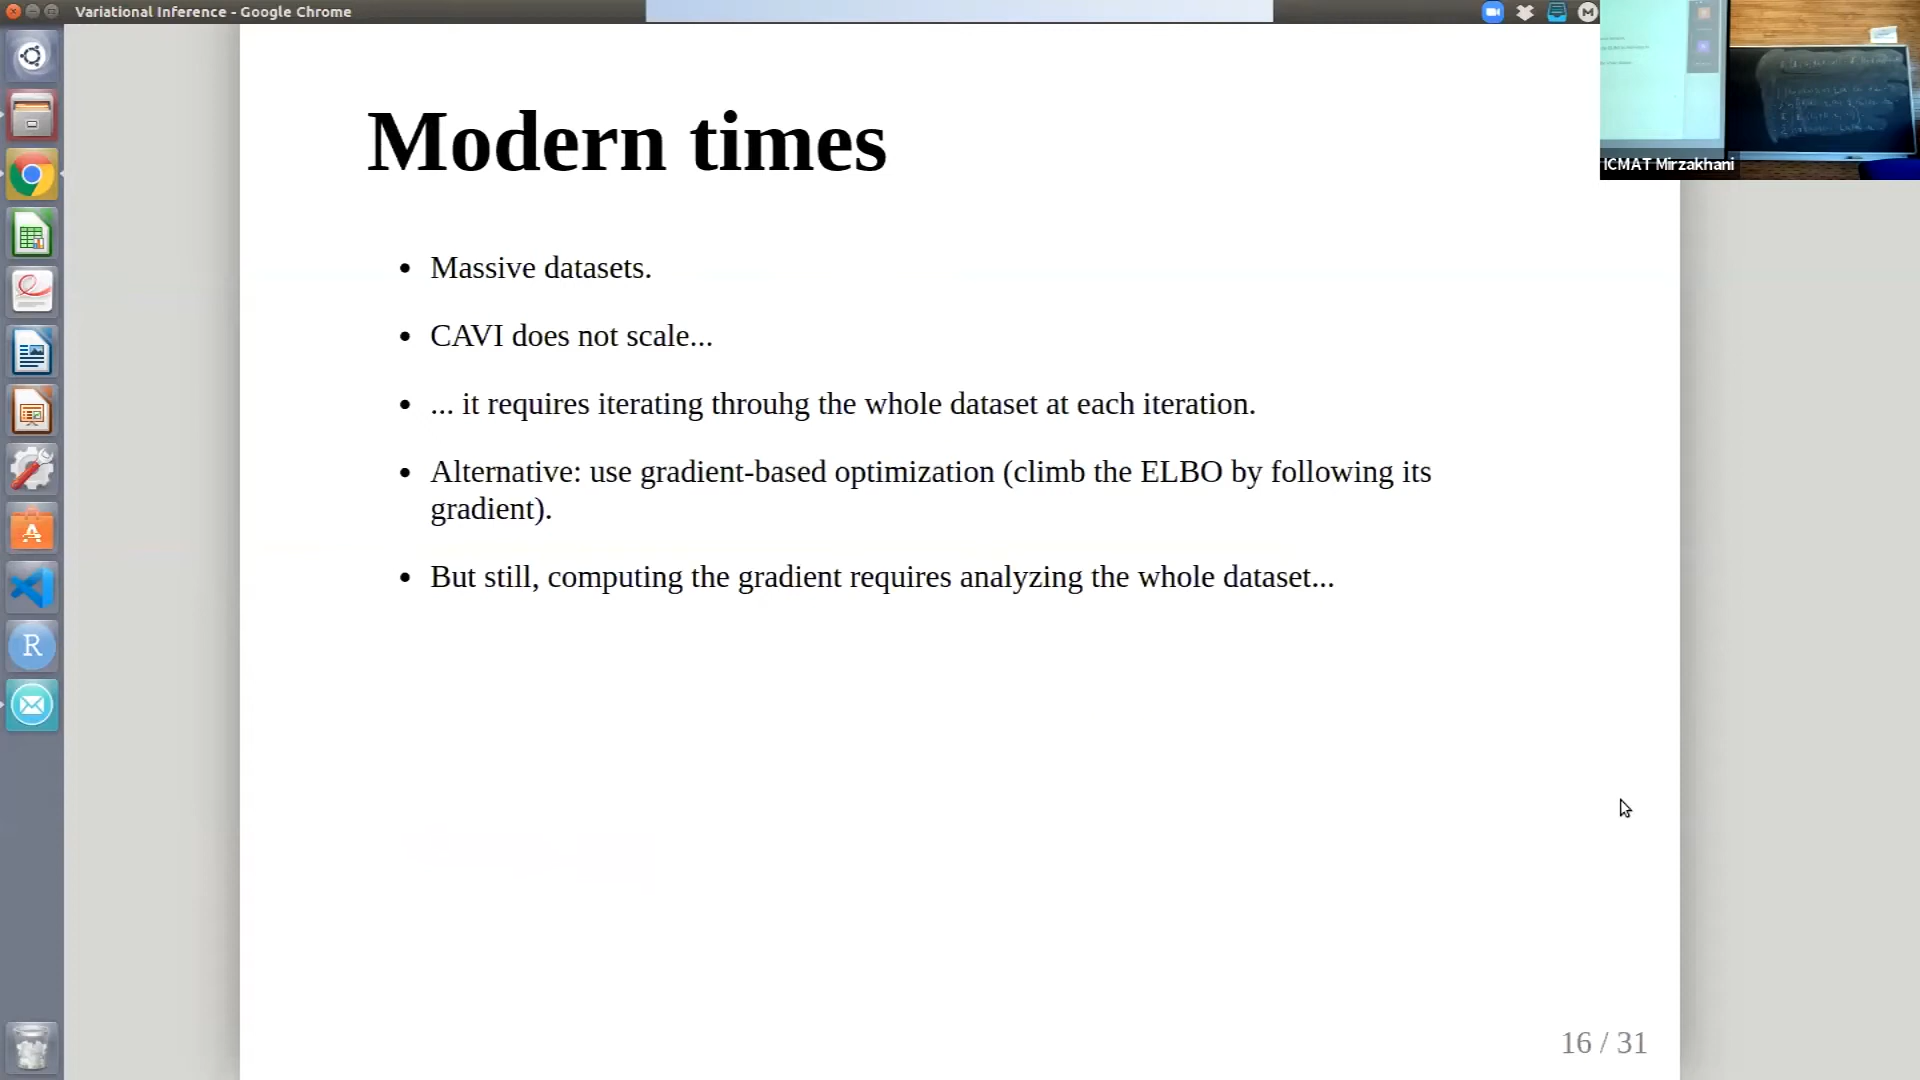 Variational Inference - Google Chrome
ICMAT Mirzakhani
Modern times
• Massive datasets.
• CAVI does not scale...
• ... it requires iterating throuhg the whole dataset at each iteration.
• Alternative: use gradient-based optimization (climb the ELBO by following its
gradient).
• But still, computing the gradient requires analyzing the whole dataset...
16 / 31